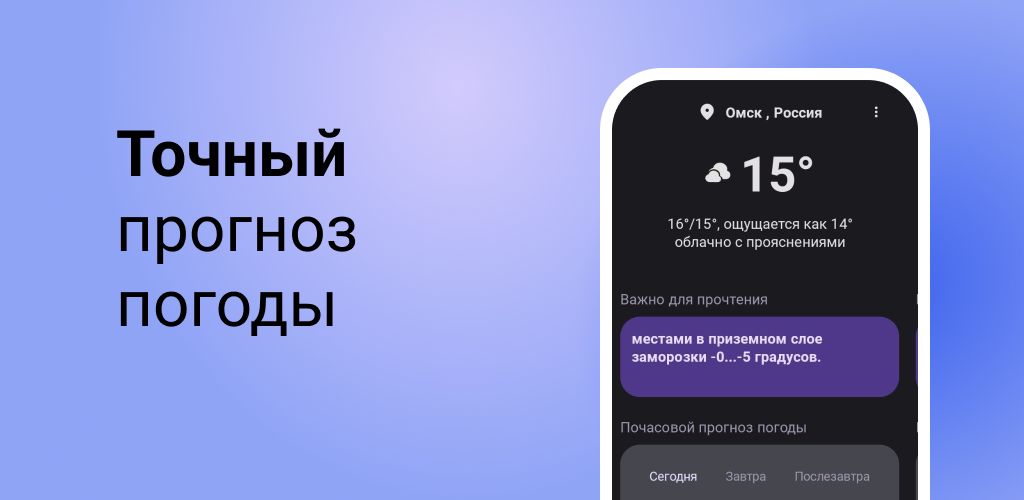 Точный
прогноз
погоды
Омск , Россия
15°
16°/15°, ощущается как 14°
облачно с прояснениями
Важно для прочтения
местами в приземном слое
заморозки -0...-5 градусов.
Почасовой прогноз погоды
Сегодня Завтра Послезавтра